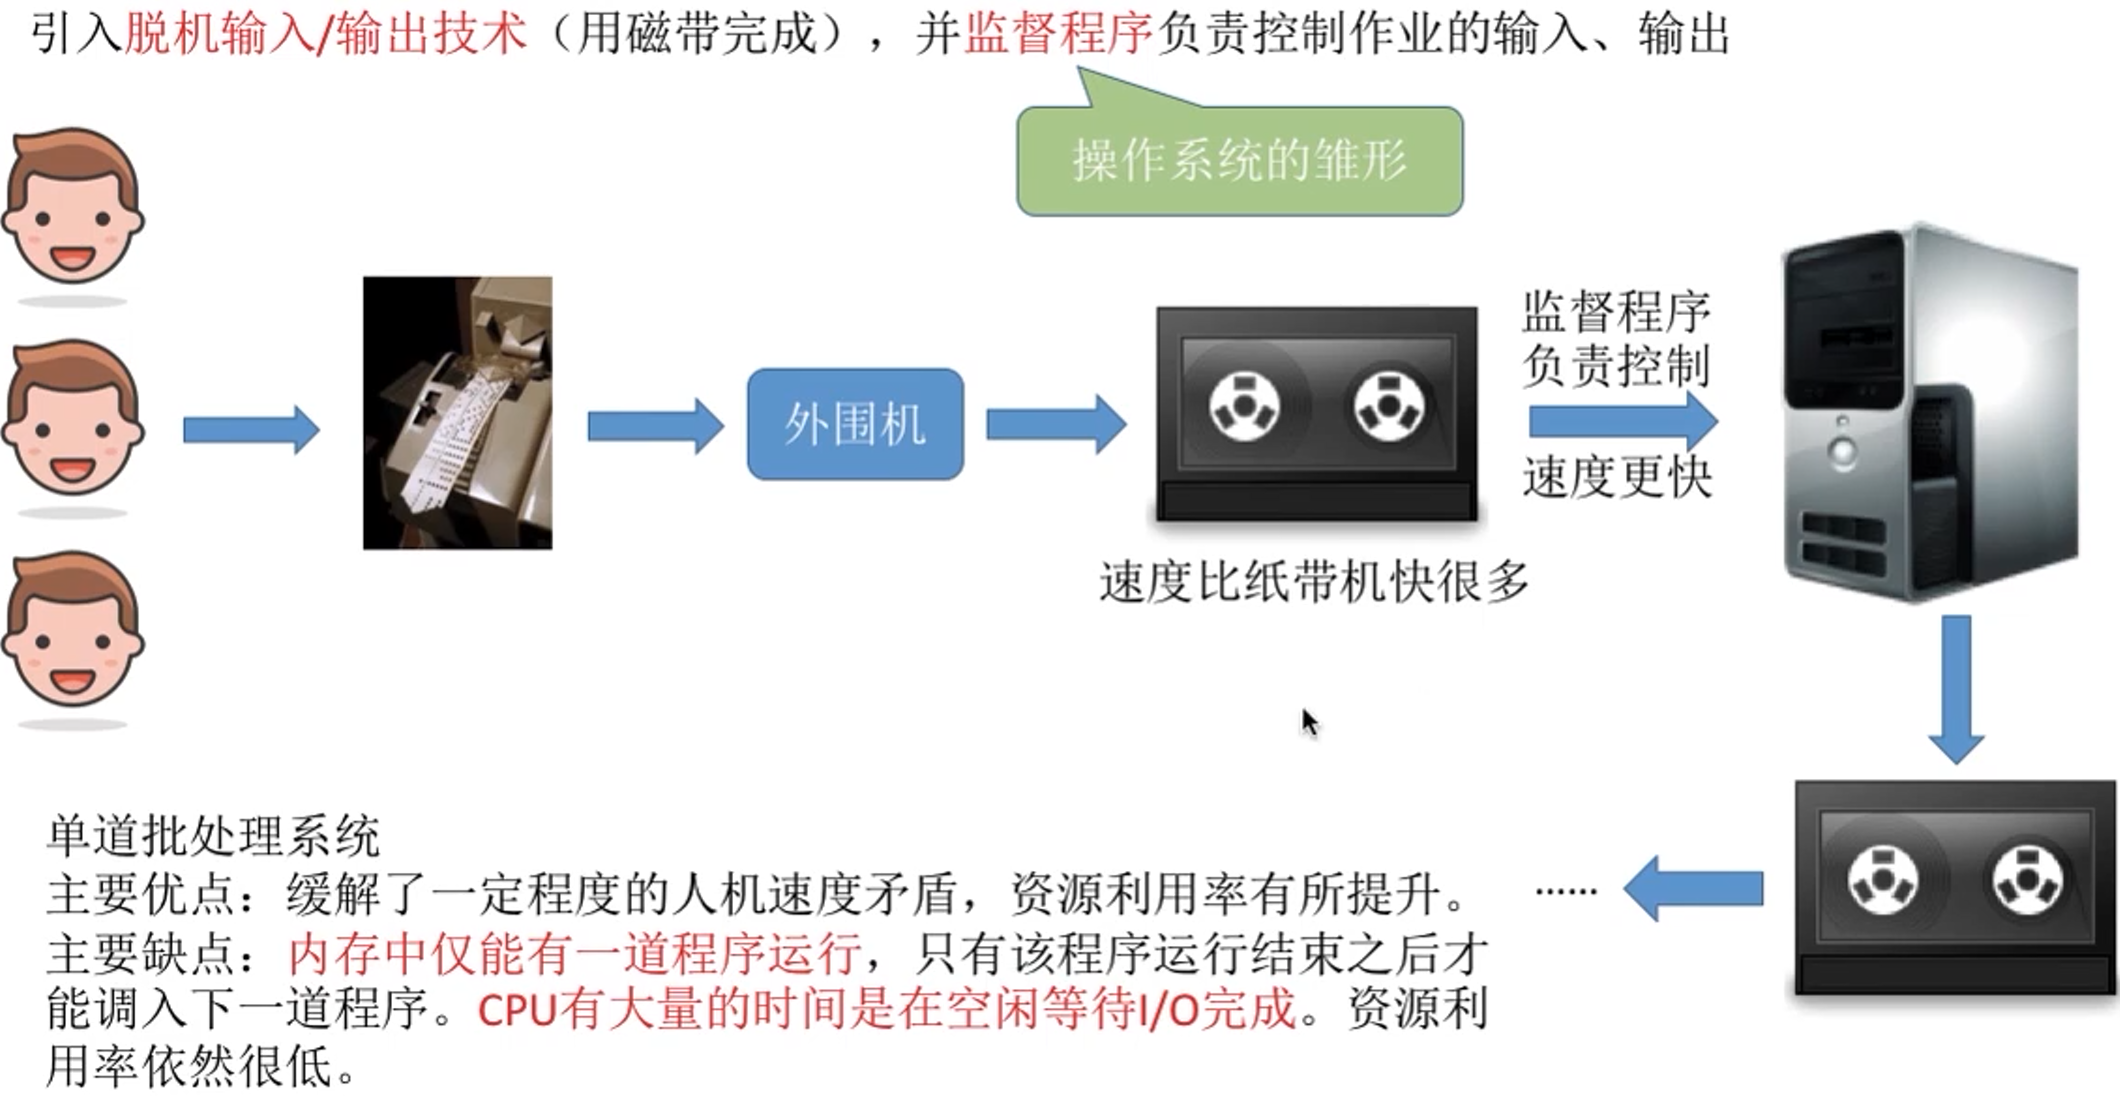 引入脱机输入/输出技术（用磁带完成），并监督程序负责控制作业的输入、输出
操作系统的雏形
外围机
监督程序
负责控制
速度更快
速度比纸带机快很多
单道批处理系统
主要优点：缓解了一定程度的人机速度矛盾，资源利用率有所提升。
......
主要缺点：内存中仅能有一道程序运行，只有该程序运行结束之后才
能调入下一道程序。CPU有大量的时间是在空闲等待I/O完成。资源利
用率依然很低。